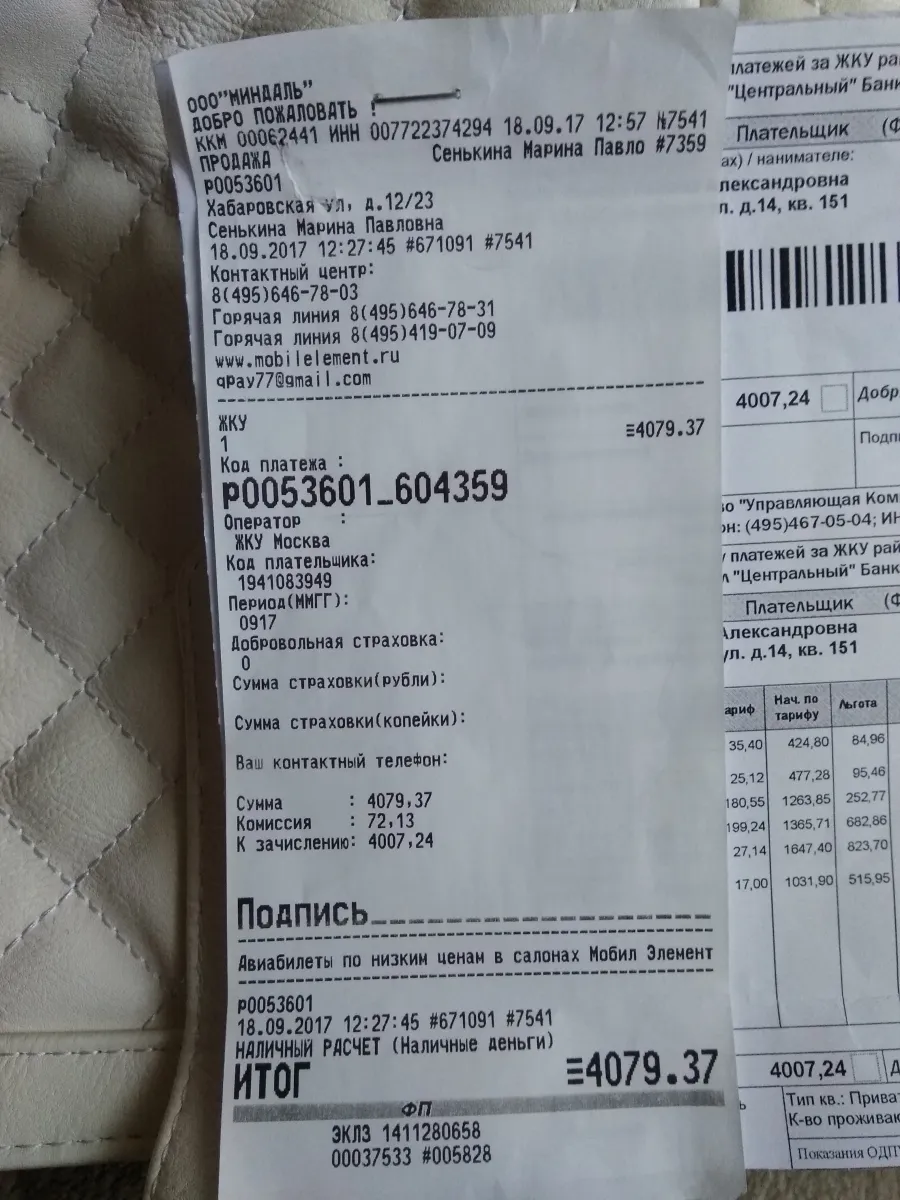 ООО"МИНДАЛЬ"
ДОБРО ПОЖАЛОВАТЬ !
ККМ 00062441 ИНН 007722374294 18.09.17 12:57 №7541
ПРОДАЖА Сенькина Марина Павло #7359
P0053601
Хабаровская ул, д.12/23
Сенькина Марина Павловна
18.09.2017 12:27:45 #671091 #7541
Контактный центр:
8(495)646-78-03
Горячая линия 8(495)646-78-31
Горячая линия 8(495)419-07-09
www.mobilelement.ru
qPay77@gmail.com
ЖКУ
1 ≡4079.37
Код платежа :
P0053601_604359
Оператор :
ЖКУ Москва
Код плательщика:
1941083949
Период(ММГГ):
0917
Добровольная страховка:
0
Сумма страховки(рубли):
Сумма страховки(копейки):
Ваш контактный телефон:
Сумма : 4079,37
Комиссия : 72,13
К зачислению: 4007,24
Подпись
Авиабилеты по низким ценам в салонах Мобил Элемент
P0053601
18.09.2017 12:27:45 #671091 #7541
НАЛИЧНЫЙ РАСЧЕТ (Наличные деньги)
ИТОГ ≡4079.37
ФП
ЭКЛЗ 1411280658
00037533 #005828
платежей за ЖКУ ра
"Центральный" Банк
Плательщик (Ф
ах) / нанимателе:
лександровна
л. д.14, кв. 151
4007,24 Добр
Подп
во "Управляющая Ком
он: (495)467-05-04; ИН
у платежей за ЖКУ рай
л "Центральный" Банк
Плательщик (Ф
Александровна
ул. д.14, кв. 151
ариф Нач. по тарифу Льгота
35,40 424,80 84,96
25,12 477,28 95,46
180,55 1263,85 252,77
199,24 1365,71 682,86
27,14 1647,40 823,70
17,00 1031,90 515,95
4007,24 Д
Тип кв.: Прива
К-во прожива
Показания ОДП